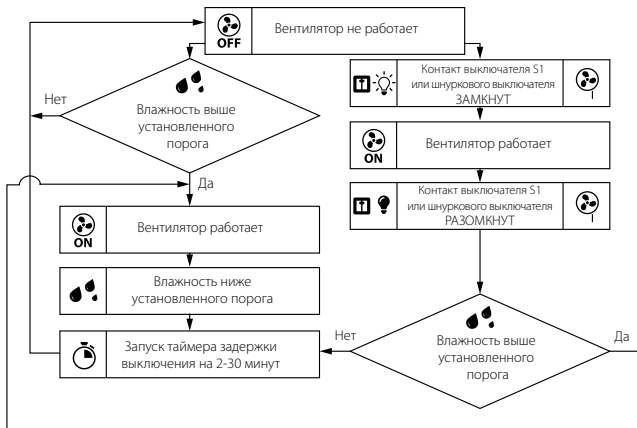 OFF
Вентилятор не работает
Нет
Влажность выше
установленного
порога
Контакт выключателя S1
или шнуркового выключателя
ЗАМКНУТ
ON
Вентилятор работает
Да
ON
Вентилятор работает
Контакт выключателя S1
или шнуркового выключателя
РАЗОМКНУТ
Влажность ниже
установленного порога
Запуск таймера задержки
выключения на 2-30 минут
Нет
Влажность выше
установленного
порога
Да